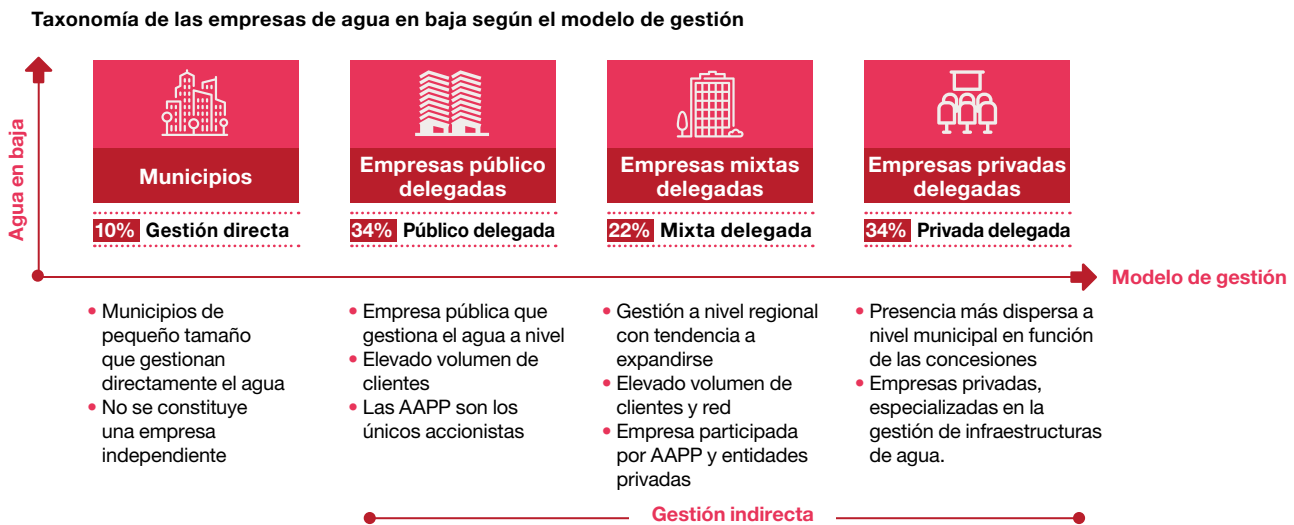 Taxonomía de las empresas de agua en baja según el modelo de gestión
Agua en baja
Municipios
10% Gestión directa
Empresas público
delegadas
34% Público delegada
Empresas mixtas
delegadas
22% Mixta delegada
Empresas privadas
delegadas
34% Privada delegada
Modelo de gestión
• Municipios de
pequeño tamaño
que gestionan
directamente el agua
• No se constituye
una empresa
independiente
• Empresa pública que
gestiona el agua a nivel
• Elevado volumen de
clientes
• Las AAPP son los
únicos accionistas
• Gestión a nivel regional
con tendencia a
expandirse
• Elevado volumen de
clientes y red
• Empresa participada
por AAPP y entidades
privadas
• Presencia más dispersa a
nivel municipal en función
de las concesiones
• Empresas privadas,
especializadas en la
gestión de infraestructuras
de agua.
Gestión indirecta